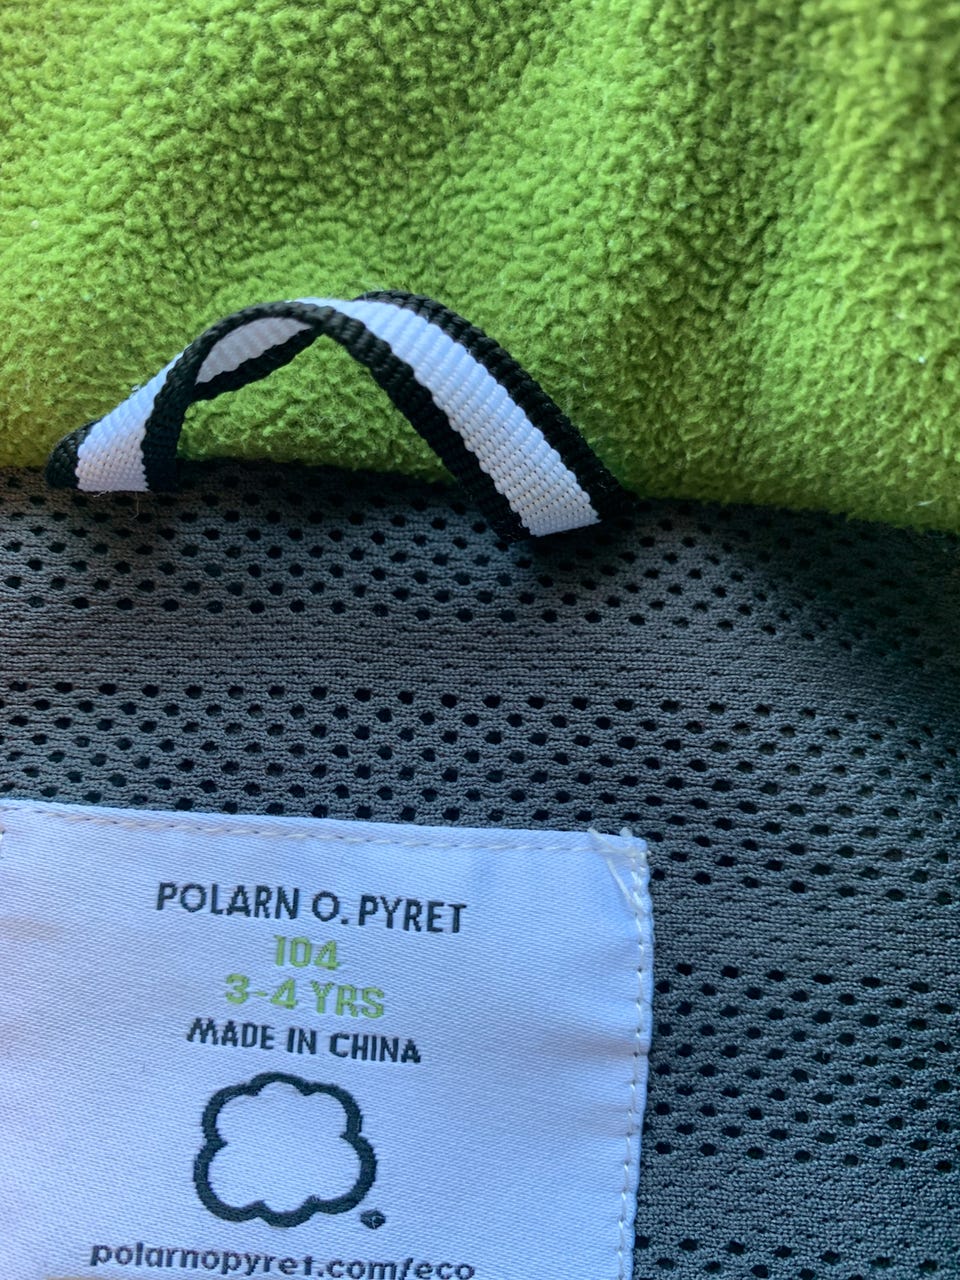 POLARN O. PYRET
104
3-4 YRS
MADE IN CHINA
polarnopyret.com/eco